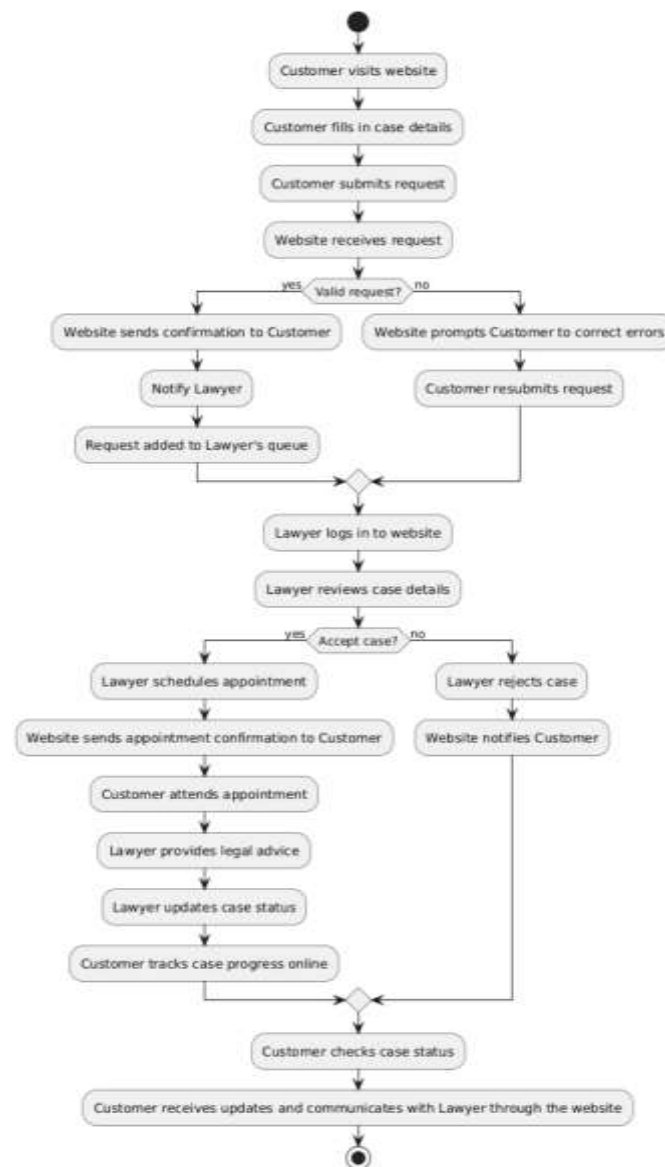 Customer visits website
Customer fills in case details
Customer submits request
Website receives request
yes
Valid request?
no
Website sends confirmation to Customer
Website prompts Customer to correct errors
Notify Lawyer
Customer resubmits request
Request added to Lawyer's queue
Lawyer logs in to website
Lawyer reviews case details
yes
Accept case?
no
Lawyer schedules appointment
Lawyer rejects case
Website sends appointment confirmation to Customer
Website notifies Customer
Customer attends appointment
Lawyer provides legal advice
Lawyer updates case status
Customer tracks case progress online
Customer checks case status
Customer receives updates and communicates with Lawyer through the website